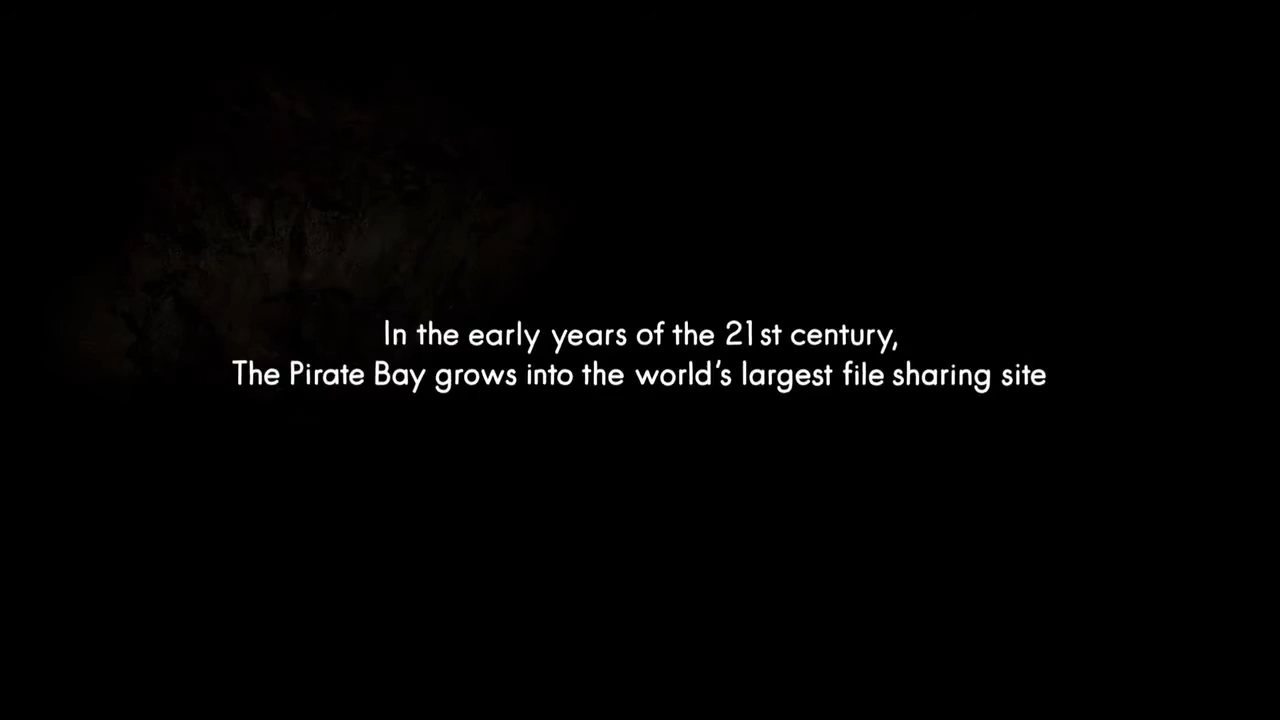 In the early years of the 21st century,
The Pirate Bay grows into the world's largest file sharing site